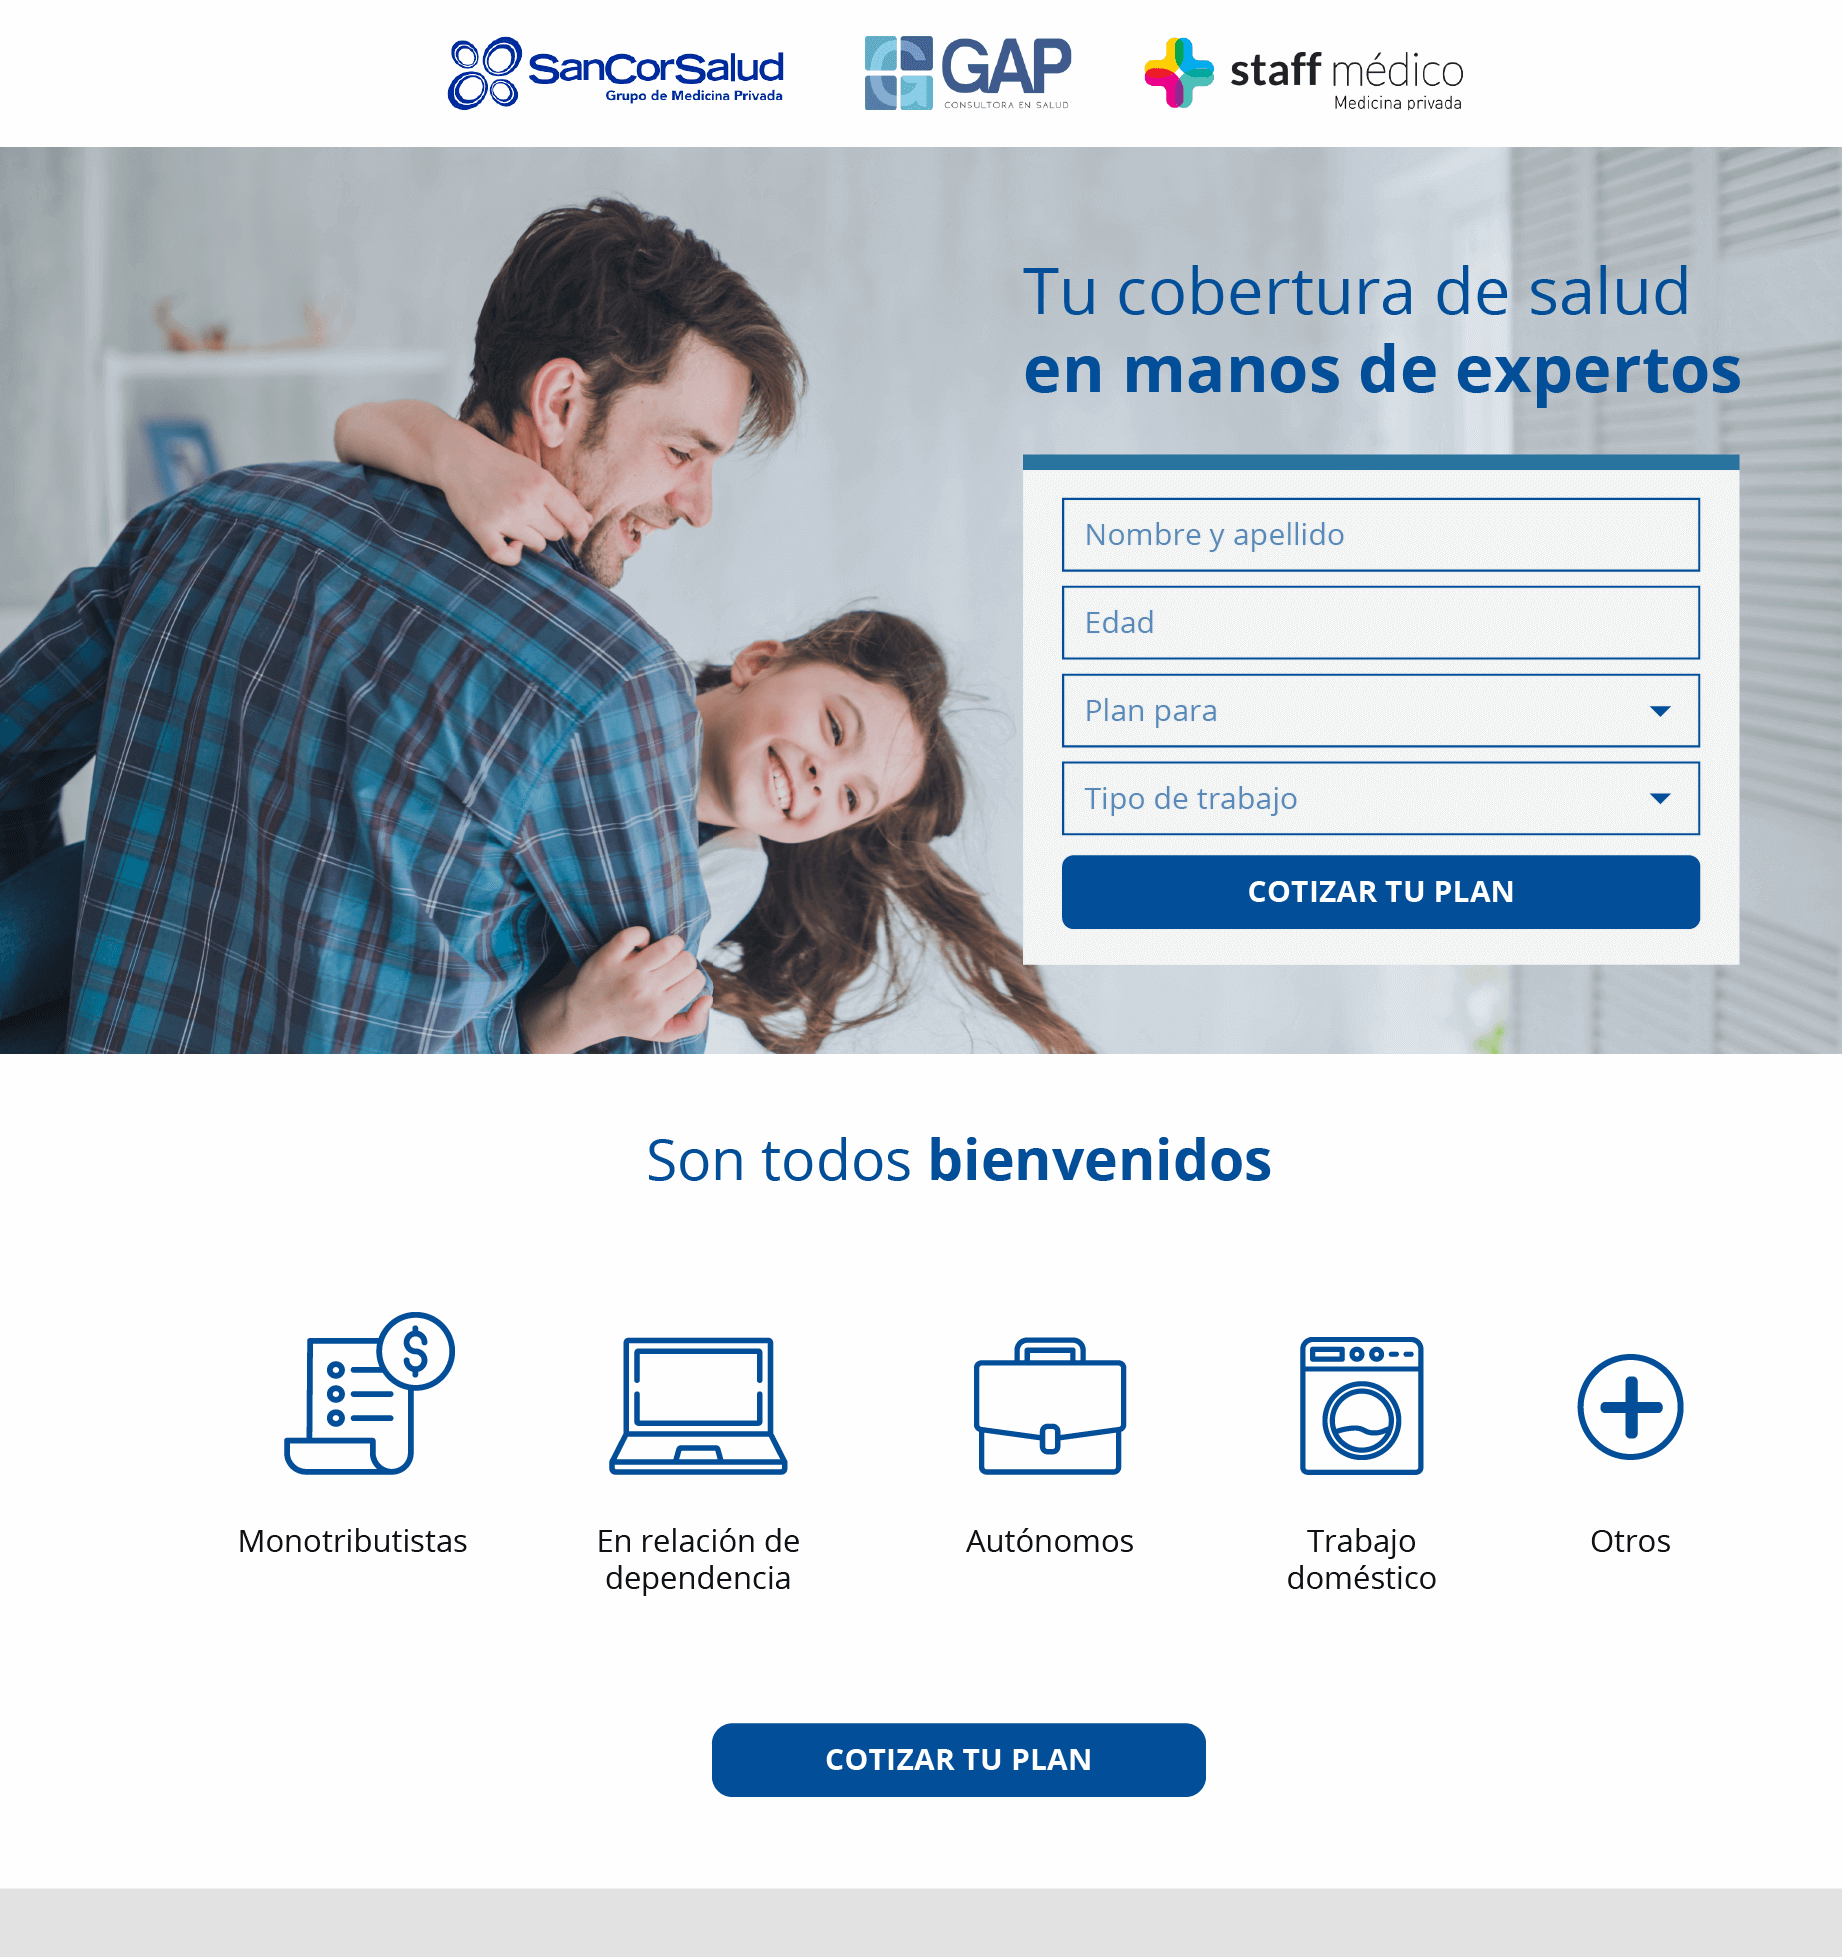 SanCorSalud
Grupo de Medicina Privada
GAP
CONSULTORA EN SALUD
staff médico
Medicina privada
Tu cobertura de salud
en manos de expertos
Nombre y apellido
Edad
Plan para
Tipo de trabajo
COTIZAR TU PLAN
Son todos bienvenidos
$
Monotributistas
En relación de
dependencia
Autónomos
Trabajo
doméstico
Otros
COTIZAR TU PLAN